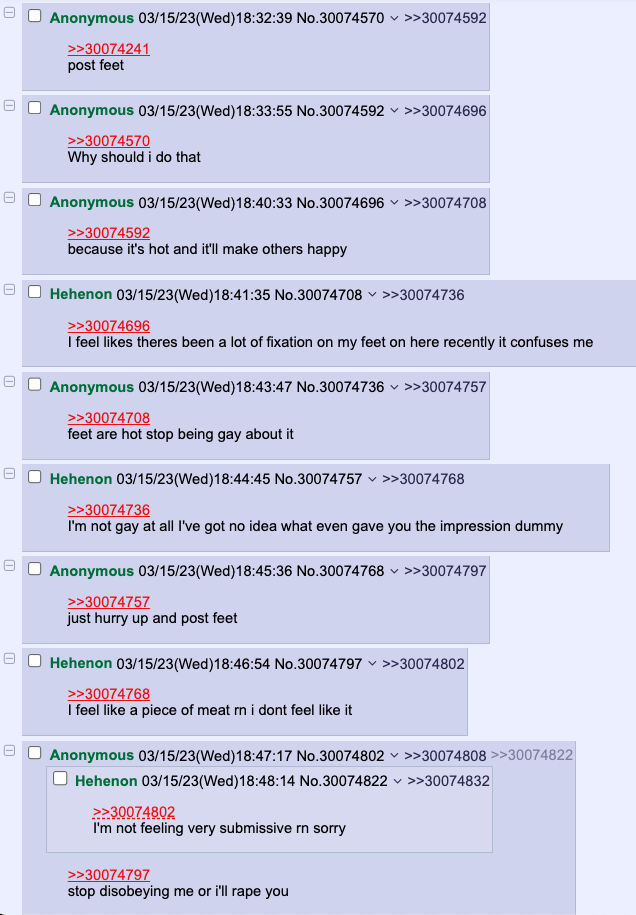 Anonymous 03/15/23(Wed)18:32:39 No.30074570 >>30074592
>>30074241
post feet
Anonymous 03/15/23(Wed)18:33:55 No.30074592 >>30074696
>>30074570
Why should i do that
Anonymous 03/15/23(Wed)18:40:33 No.30074696 >>30074708
>>30074592
because it's hot and it'll make others happy
Hehenon 03/15/23(Wed)18:41:35 No.30074708 >>30074736
>>30074696
I feel likes theres been a lot of fixation on my feet on here recently it confuses me
Anonymous 03/15/23(Wed)18:43:47 No.30074736 >>30074757
>>30074708
feet are hot stop being gay about it
Hehenon 03/15/23(Wed)18:44:45 No.30074757 >>30074768
>>30074736
I'm not gay at all I've got no idea what even gave you the impression dummy
Anonymous 03/15/23(Wed)18:45:36 No.30074768 >>30074797
>>30074757
just hurry up and post feet
Hehenon 03/15/23(Wed)18:46:54 No.30074797 >>30074802
>>30074768
I feel like a piece of meat rn i dont feel like it
Anonymous 03/15/23(Wed)18:47:17 No.30074802 >>30074808 >>30074822
Hehenon 03/15/23(Wed)18:48:14 No.30074822 >>30074832
>>30074802
I'm not feeling very submissive rn sorry
>>30074797
stop disobeying me or i'll rape you